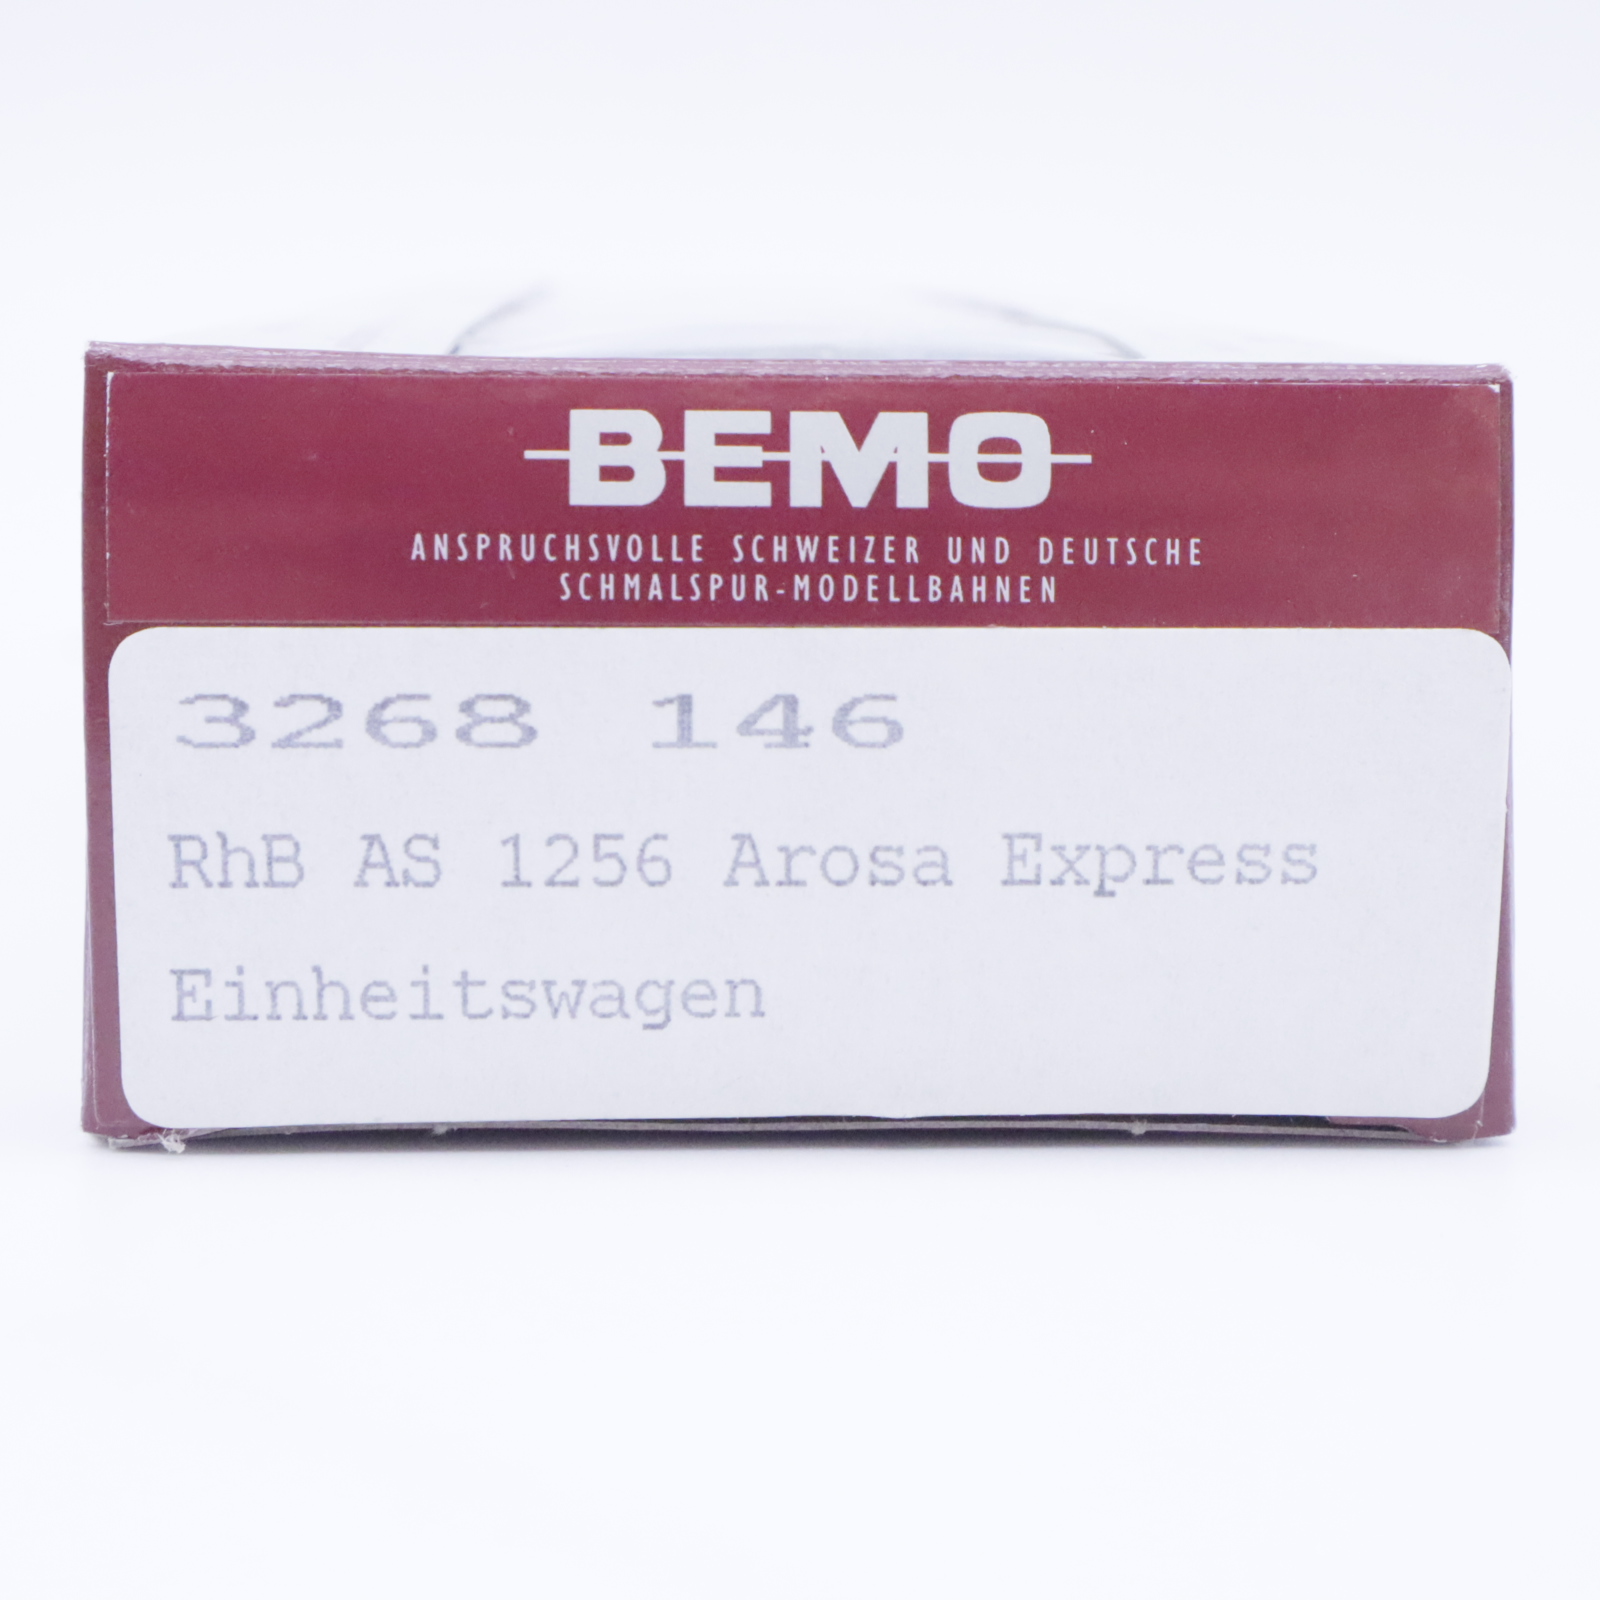 BEMO
ANSPRUCHSVOLLE SCHWEIZER UND DEUTSCHE
SCHMALSPUR-MODELLBAHNEN
3268 146
RhB AS 1256 Arosa Express
Einheitswagen